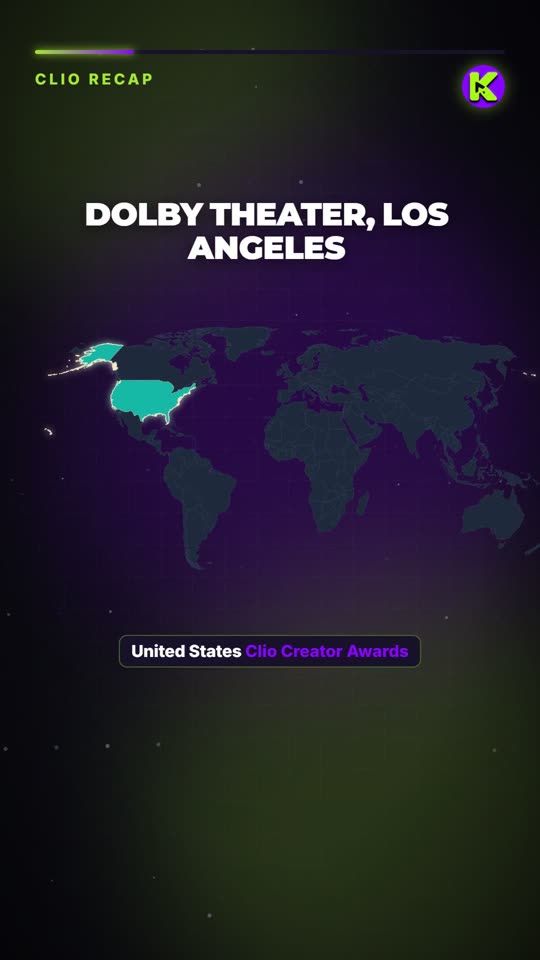 CLIO RECAP
K
DOLBY THEATER, LOS
ANGELES
United States Clio Creator Awards